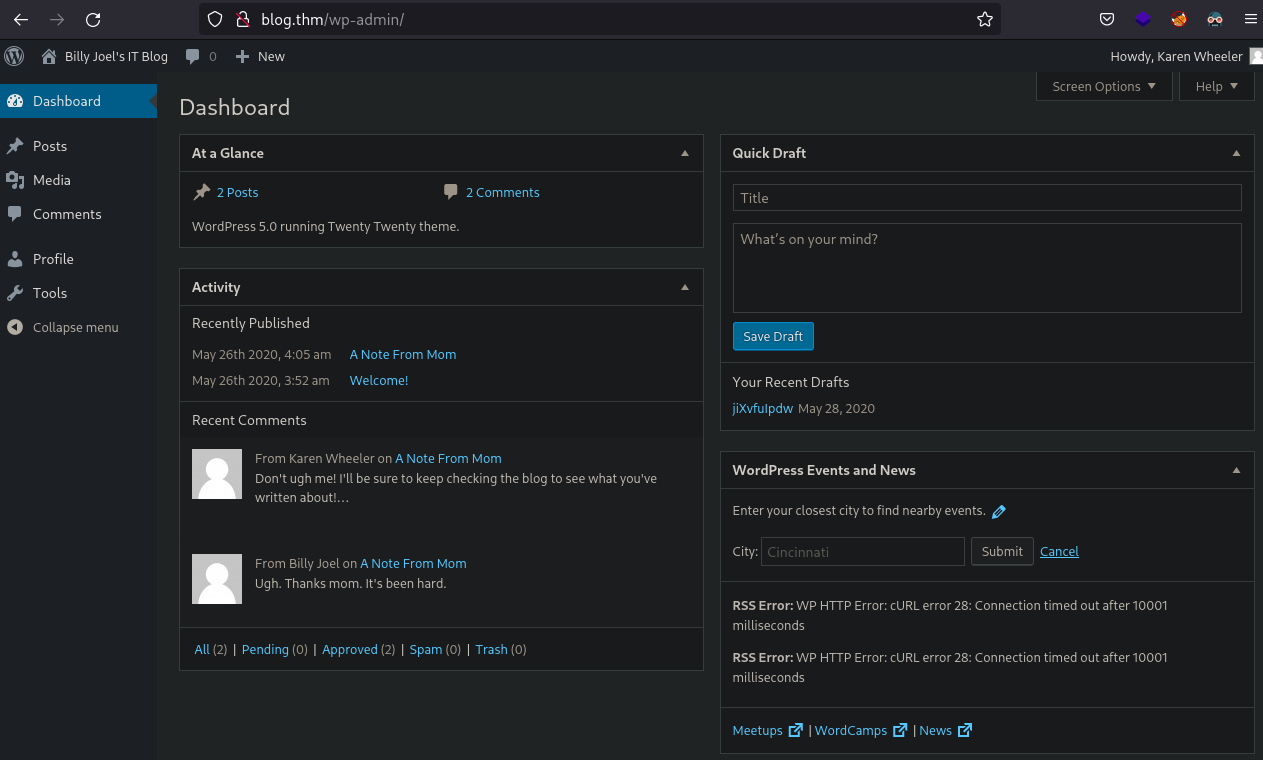 blog.thm/wp-admin/
Billy Joel's IT Blog 0 New Howdy, Karen Wheeler
Dashboard
Posts
Media
Comments
Profile
Tools
Collapse menu
Screen Options Help
Dashboard
At a Glance
2 Posts 2 Comments
WordPress 5.0 running Twenty Twenty theme.
Activity
Recently Published
May 26th 2020, 4:05 am A Note From Mom
May 26th 2020, 3:52 am Welcome!
Recent Comments
From Karen Wheeler on A Note From Mom
Don't ugh me! I'll be sure to keep checking the blog to see what you've
written about!…
From Billy Joel on A Note From Mom
Ugh. Thanks mom. It's been hard.
All (2) | Pending (0) | Approved (2) | Spam (0) | Trash (0)
Quick Draft
Title
What's on your mind?
Save Draft
Your Recent Drafts
jiXvfuIpdw May 28, 2020
WordPress Events and News
Enter your closest city to find nearby events.
City: Cincinnati Submit Cancel
RSS Error: WP HTTP Error: cURL error 28: Connection timed out after 10001
milliseconds
RSS Error: WP HTTP Error: cURL error 28: Connection timed out after 10001
milliseconds
Meetups | WordCamps | News